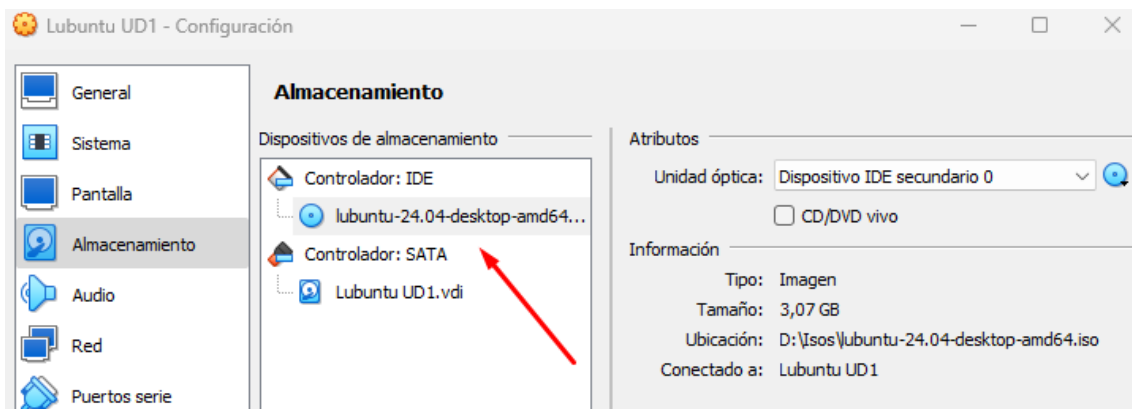 Lubuntu UD1 - Configuración
General
Sistema
Pantalla
Almacenamiento
Audio
Red
Puertos serie
Almacenamiento
Dispositivos de almacenamiento
Controlador: IDE
lubuntu-24.04-desktop-amd64...
Controlador: SATA
Lubuntu UD1.vdi
Atributos
Unidad óptica: Dispositivo IDE secundario 0
CD/DVD vivo
Información
Tipo: Imagen
Tamaño: 3,07 GB
Ubicación: D:\Isos\lubuntu-24.04-desktop-amd64.iso
Conectado a: Lubuntu UD1